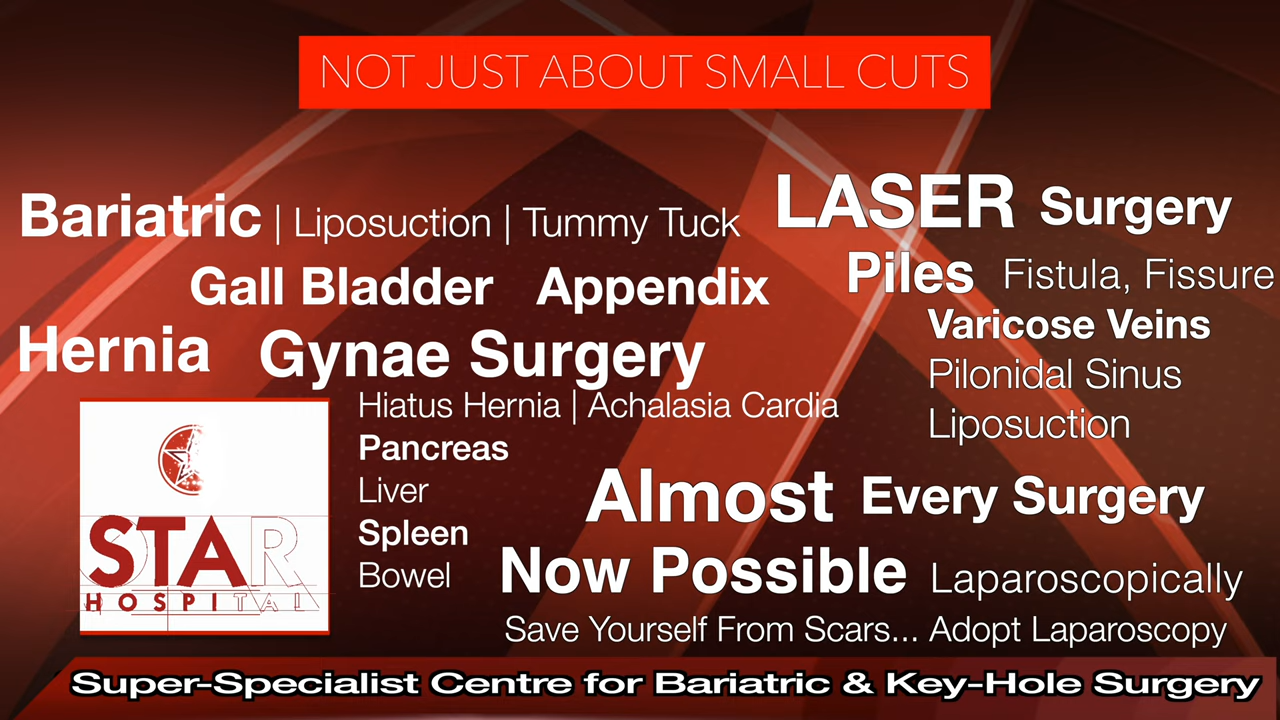 NOT JUST ABOUT SMALL CUTS
Bariatric | Liposuction | Tummy Tuck
Gall Bladder Appendix
Hernia Gynae Surgery
Hiatus Hernia | Achalasia Cardia
Pancreas
Liver
Spleen
Bowel
LASER Surgery
Piles Fistula, Fissure
Varicose Veins
Pilonidal Sinus
Liposuction
Almost Every Surgery
Now Possible Laparoscopically
Save Yourself From Scars... Adopt Laparoscopy
STAR
HOSPITAL
Super-Specialist Centre for Bariatric & Key-Hole Surgery